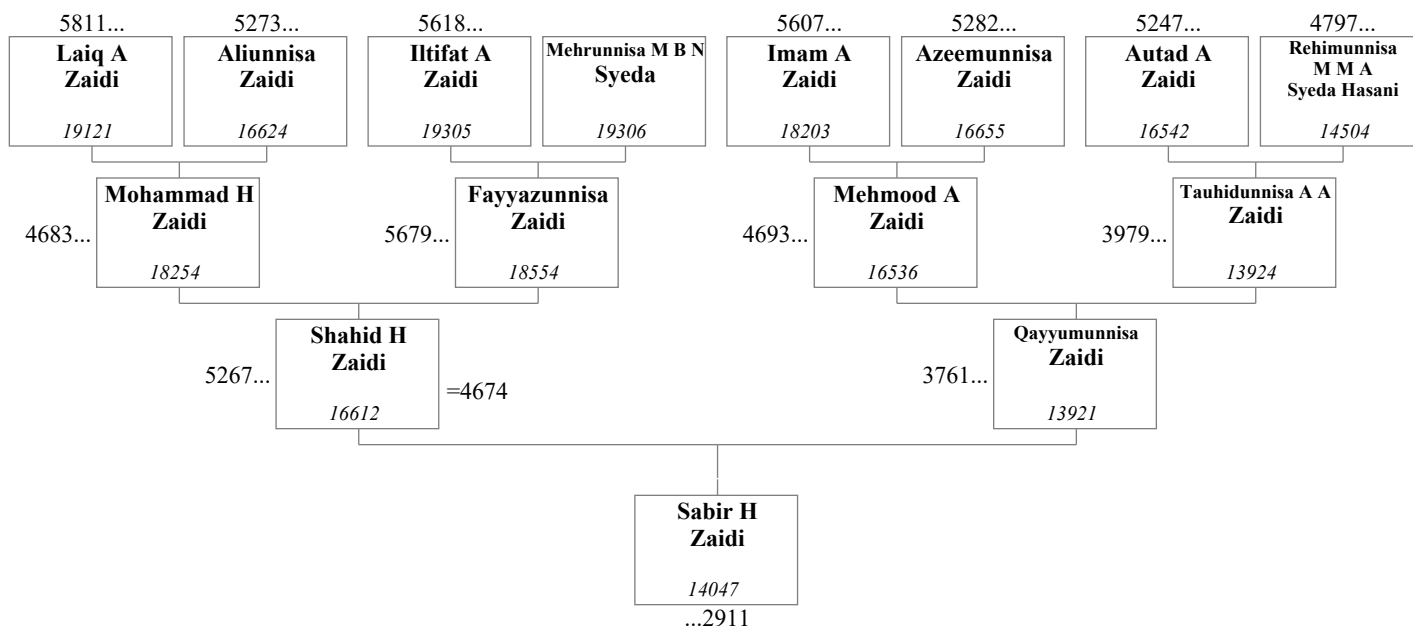 5811... 5273... 5618... 5607... 5282... 5247... 4797...
Laiq A
Zaidi
19121
Aliunnisa
Zaidi
16624
Iltifat A
Zaidi
19305
Mehrunnisa M B N
Syeda
19306
Imam A
Zaidi
18203
Azeemunnisa
Zaidi
16655
Autad A
Zaidi
16542
Rehimunnisa
M M A
Syeda Hasani
14504
4683...
Mohammad H
Zaidi
18254
5679...
Fayyazunnisa
Zaidi
18554
4693...
Mehmood A
Zaidi
16536
3979...
Tauhidunnisa A A
Zaidi
13924
5267...
Shahid H
Zaidi
16612
=4674
3761...
Qayyumunnisa
Zaidi
13921
Sabir H
Zaidi
14047
...2911